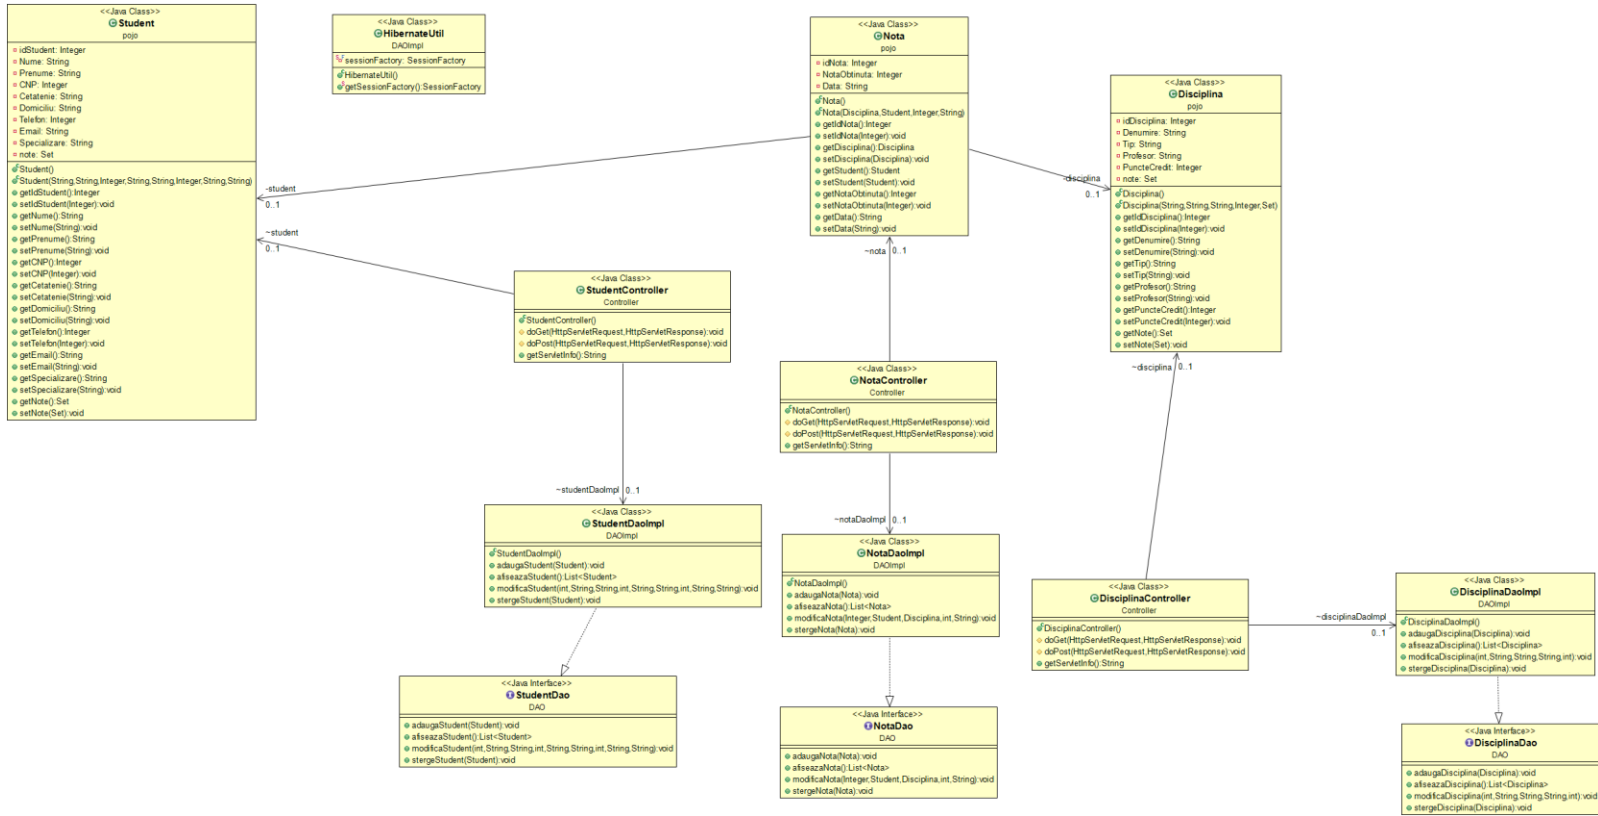 <<Java Class>>
Student
pojo
idStudent: Integer
Nume: String
Prenume: String
CNP: Integer
Cetatenie: String
Domiciliu: String
Telefon: Integer
Email: String
Specializare: String
note: Set
Student()
Student(String,String,Integer,String,String,Integer,String,String)
getIdStudent():Integer
setIdStudent(Integer):void
getNume():String
setNume(String):void
getPrenume():String
setPrenume(String):void
getCNP():Integer
setCNP(Integer):void
getCetatenie():String
setCetatenie(String):void
getDomiciliu():String
setDomiciliu(String):void
getTelefon():Integer
setTelefon(Integer):void
getEmail():String
setEmail(String):void
getSpecializare():String
setSpecializare(String):void
getNote():Set
setNote(Set):void
<<Java Class>>
HibernateUtil
DAOImpl
sessionFactory: SessionFactory
HibernateUtil()
getSessionFactory():SessionFactory
<<Java Class>>
Nota
pojo
idNota: Integer
NotaObtinuta: Integer
Data: String
Nota()
Nota(Disciplina,Student,Integer,String)
getIdNota():Integer
setIdNota(Integer):void
getDisciplina():Disciplina
setDisciplina(Disciplina):void
getStudent():Student
setStudent(Student):void
getNotaObtinuta():Integer
setNotaObtinuta(Integer):void
getData():String
setData(String):void
<<Java Class>>
Disciplina
pojo
idDisciplina: Integer
Denumire: String
Tip: String
Profesor: String
PuncteCredit: Integer
note: Set
Disciplina()
Disciplina(String,String,String,Integer,Set)
getIdDisciplina():Integer
setIdDisciplina(Integer):void
getDenumire():String
setDenumire(String):void
getTip():String
setTip(String):void
getProfesor():String
setProfesor(String):void
getPuncteCredit():Integer
setPuncteCredit(Integer):void
getNote():Set
setNote(Set):void
-student
0..1
~student
0..1
-disciplina
0..1
~nota
0..1
~disciplina
0..1
<<Java Class>>
StudentController
Controller
StudentController()
doGet(HttpServletRequest,HttpServletResponse):void
doPost(HttpServletRequest,HttpServletResponse):void
getServletInfo():String
<<Java Class>>
NotaController
Controller
NotaController()
doGet(HttpServletRequest,HttpServletResponse):void
doPost(HttpServletRequest,HttpServletResponse):void
getServletInfo():String
~studentDaoImpl
0..1
~notaDaoImpl
0..1
<<Java Class>>
StudentDaoImpl
DAOImpl
StudentDaoImpl()
adaugaStudent(Student):void
afiseazaStudent():List<Student>
modificaStudent(int,String,String,int,String,String,int,String,String):void
stergeStudent(Student):void
<<Java Class>>
NotaDaoImpl
DAOImpl
NotaDaoImpl()
adaugaNota(Nota):void
afiseazaNota():List<Nota>
modificaNota(Integer,Student,Disciplina,int,String):void
stergeNota(Nota):void
<<Java Class>>
DisciplinaController
Controller
DisciplinaController()
doGet(HttpServletRequest,HttpServletResponse):void
doPost(HttpServletRequest,HttpServletResponse):void
getServletInfo():String
~disciplinaDaoImpl
0..1
<<Java Class>>
DisciplinaDaoImpl
DAOImpl
DisciplinaDaoImpl()
adaugaDisciplina(Disciplina):void
afiseazaDisciplina():List<Disciplina>
modificaDisciplina(int,String,String,String,int):void
stergeDisciplina(Disciplina):void
<<Java Interface>>
StudentDao
DAO
adaugaStudent(Student):void
afiseazaStudent():List<Student>
modificaStudent(int,String,String,int,String,String,int,String,String):void
stergeStudent(Student):void
<<Java Interface>>
NotaDao
DAO
adaugaNota(Nota):void
afiseazaNota():List<Nota>
modificaNota(Integer,Student,Disciplina,int,String):void
stergeNota(Nota):void
<<Java Interface>>
DisciplinaDao
DAO
adaugaDisciplina(Disciplina):void
afiseazaDisciplina():List<Disciplina>
modificaDisciplina(int,String,String,String,int):void
stergeDisciplina(Disciplina):void